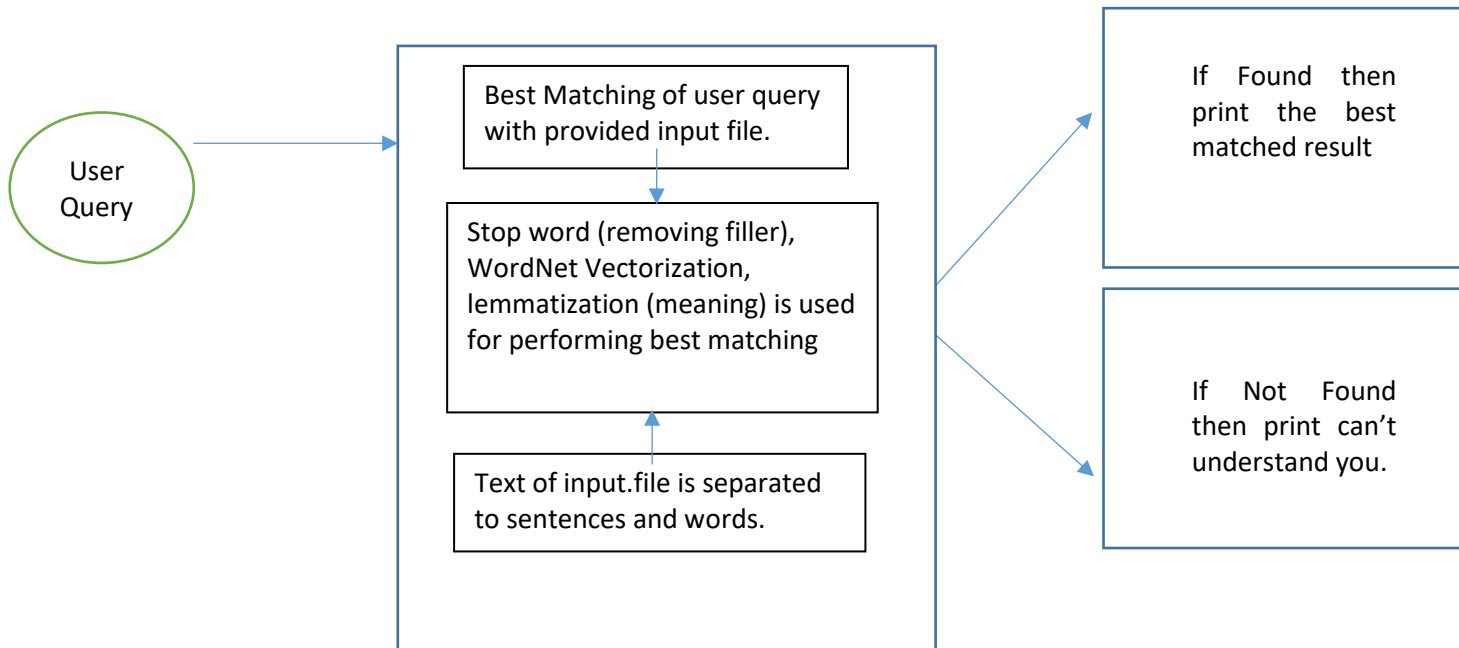 User
Query
Best Matching of user query
with provided input file.
Stop word (removing filler),
WordNet Vectorization,
lemmatization (meaning) is used
for performing best matching
Text of input.file is separated
to sentences and words.
If Found then
print the best
matched result
If Not Found
then print can’t
understand you.